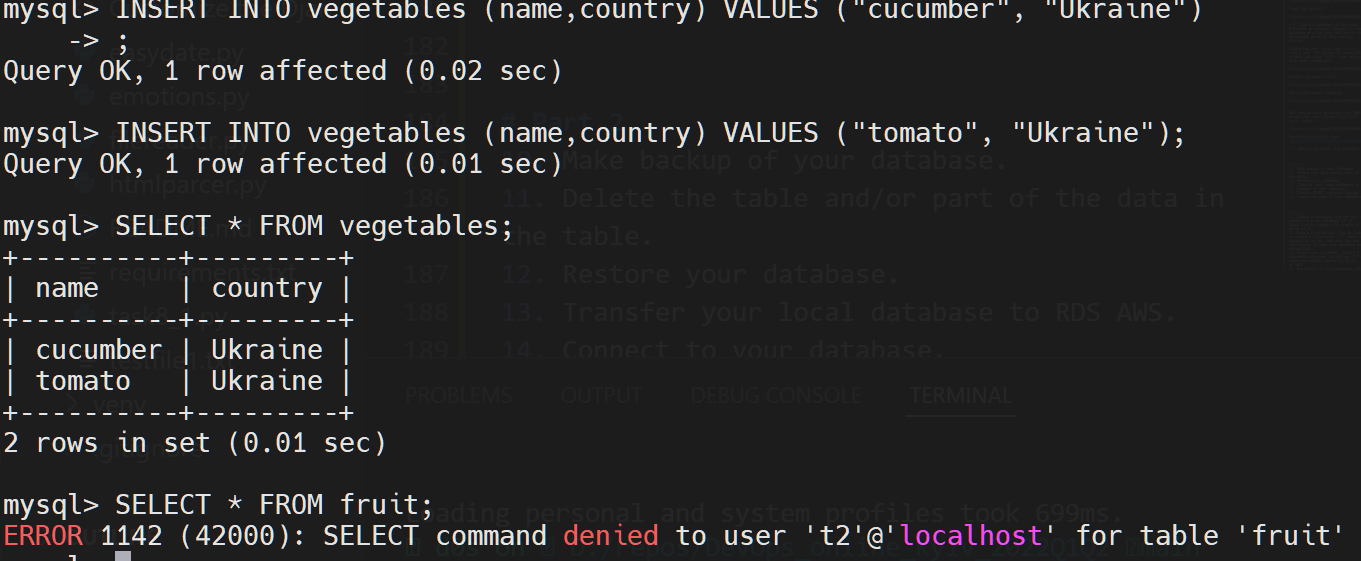 mysql> INSERT INTO vegetables (name,country) VALUES ("cucumber", "Ukraine")
    -> ;
Query OK, 1 row affected (0.02 sec)
mysql> INSERT INTO vegetables (name,country) VALUES ("tomato", "Ukraine");
Query OK, 1 row affected (0.01 sec)
mysql> SELECT * FROM vegetables;
+----------+---------+
| name     | country |
+----------+---------+
| cucumber | Ukraine |
| tomato   | Ukraine |
+----------+---------+
2 rows in set (0.01 sec)
mysql> SELECT * FROM fruit;
ERROR 1142 (42000): SELECT command denied to user 't2'@'localhost' for table 'fruit'
easydate.py
emotions.py
htmlparcer.py
requirements.txt
182
Make backup of your database.
186 11. Delete the table and/or part of the data in
the table.
187 12. Restore your database.
188 13. Transfer your local database to RDS AWS.
189 14. Connect to your database.
PROBLEMS OUTPUT DEBUG CONSOLE TERMINAL
venv
personal and system profiles took 699ms.